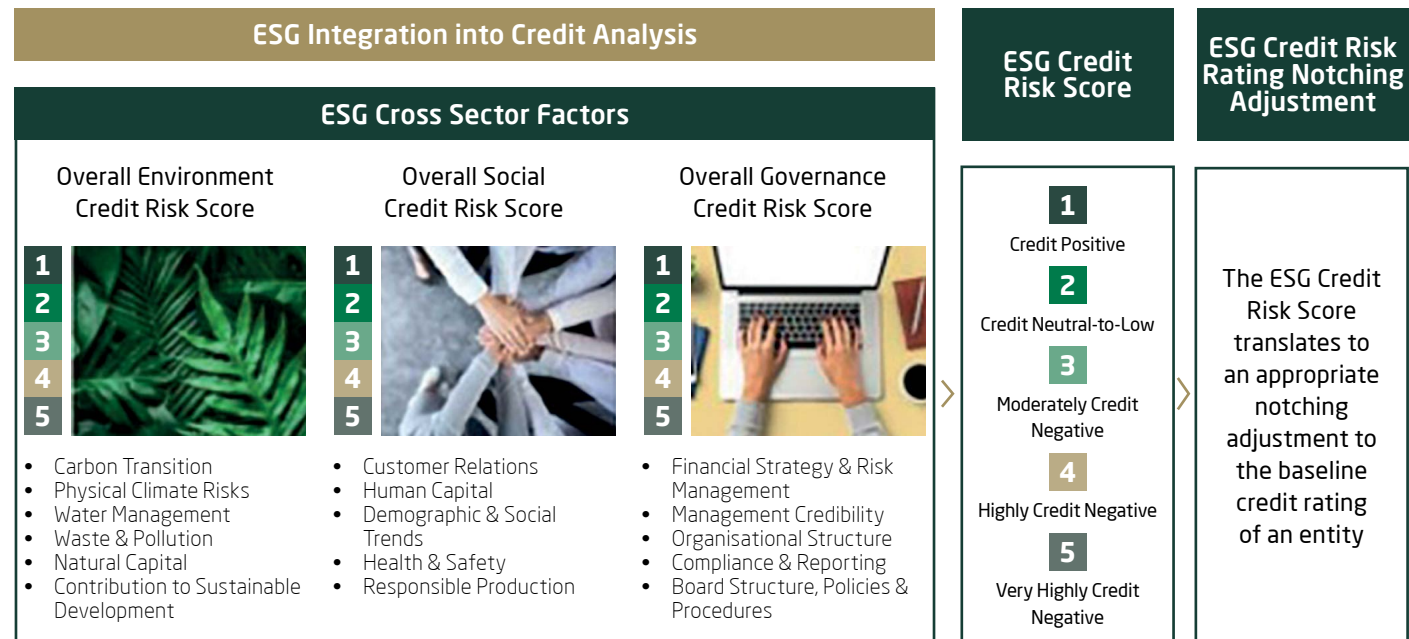 ESG Integration into Credit Analysis
ESG Cross Sector Factors
Overall Environment
Credit Risk Score
1
2
3
4
5
• Carbon Transition
• Physical Climate Risks
• Water Management
• Waste & Pollution
• Natural Capital
• Contribution to Sustainable
Development
Overall Social
Credit Risk Score
1
2
3
4
5
• Customer Relations
• Human Capital
• Demographic & Social
Trends
• Health & Safety
• Responsible Production
Overall Governance
Credit Risk Score
1
2
3
4
5
• Financial Strategy & Risk
Management
• Management Credibility
• Organisational Structure
• Compliance & Reporting
• Board Structure, Policies &
Procedures
ESG Credit
Risk Score
1
Credit Positive
2
Credit Neutral-to-Low
3
Moderately Credit
Negative
4
Highly Credit Negative
5
Very Highly Credit
Negative
ESG Credit Risk
Rating Notching
Adjustment
The ESG Credit
Risk Score
translates to
an appropriate
notching
adjustment to
the baseline
credit rating
of an entity